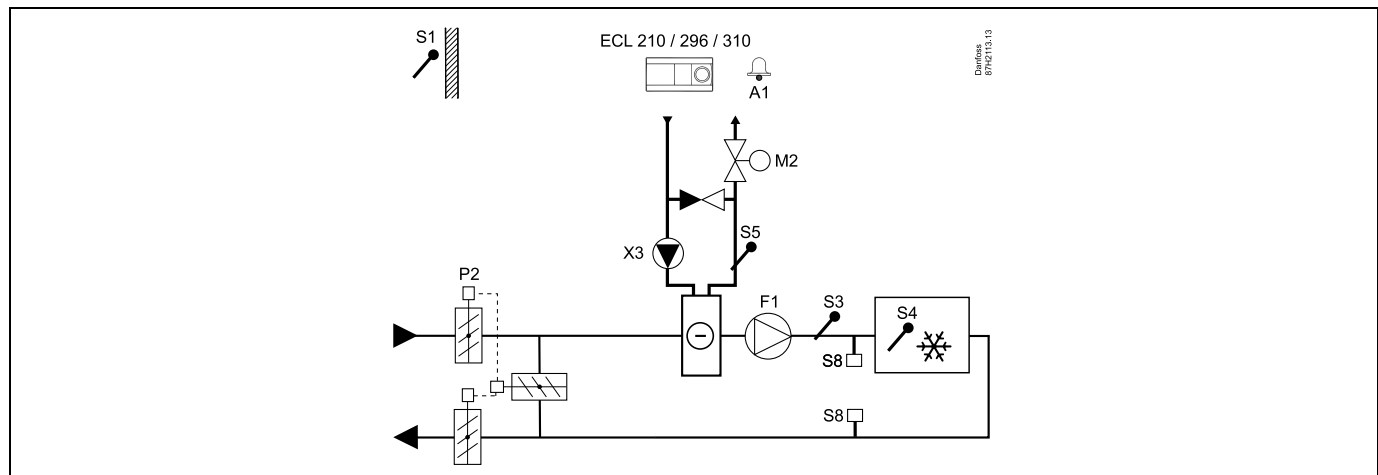 S1
ECL 210 / 296 / 310
A1
Danfoss
87H2113.13
M2
S5
X3
P2
F1
S3
S4
S8
S8